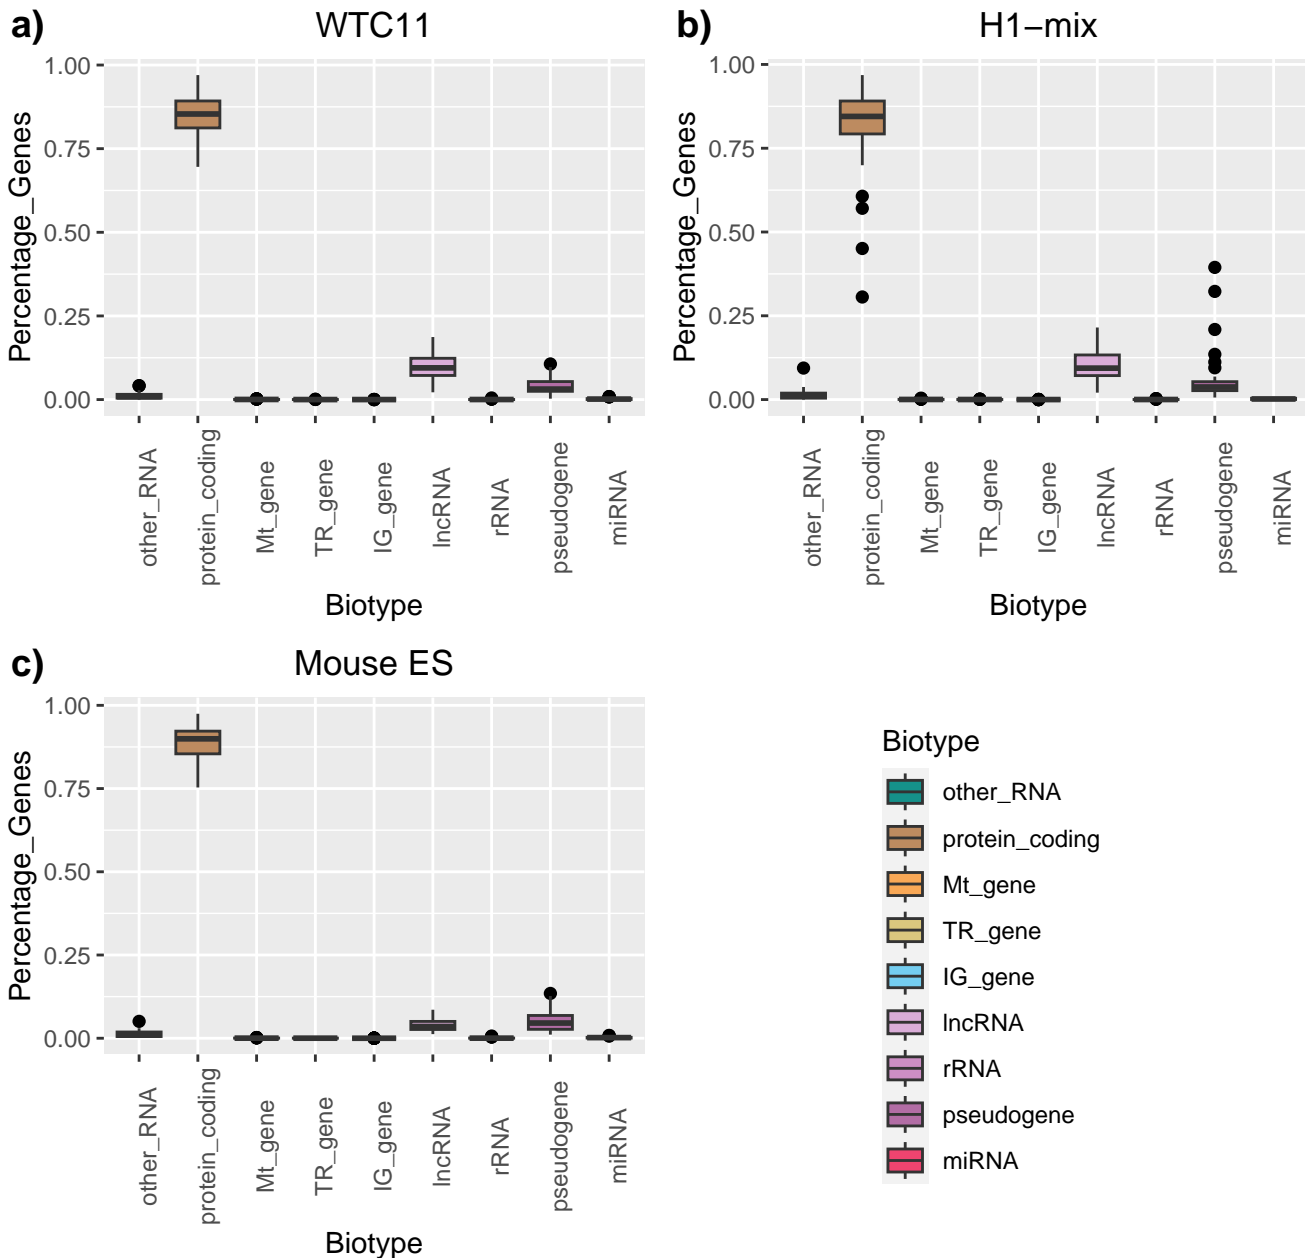 a) WTC11
Percentage_Genes
1.00
0.75
0.50
0.25
0.00
other_RNA
protein_coding
Mt_gene
TR_gene
IG_gene
lncRNA
rRNA
pseudogene
miRNA
Biotype
b) H1−mix
Percentage_Genes
1.00
0.75
0.50
0.25
0.00
other_RNA
protein_coding
Mt_gene
TR_gene
IG_gene
lncRNA
rRNA
pseudogene
miRNA
Biotype
c) Mouse ES
Percentage_Genes
1.00
0.75
0.50
0.25
0.00
other_RNA
protein_coding
Mt_gene
TR_gene
IG_gene
lncRNA
rRNA
pseudogene
miRNA
Biotype
Biotype
other_RNA
protein_coding
Mt_gene
TR_gene
IG_gene
lncRNA
rRNA
pseudogene
miRNA